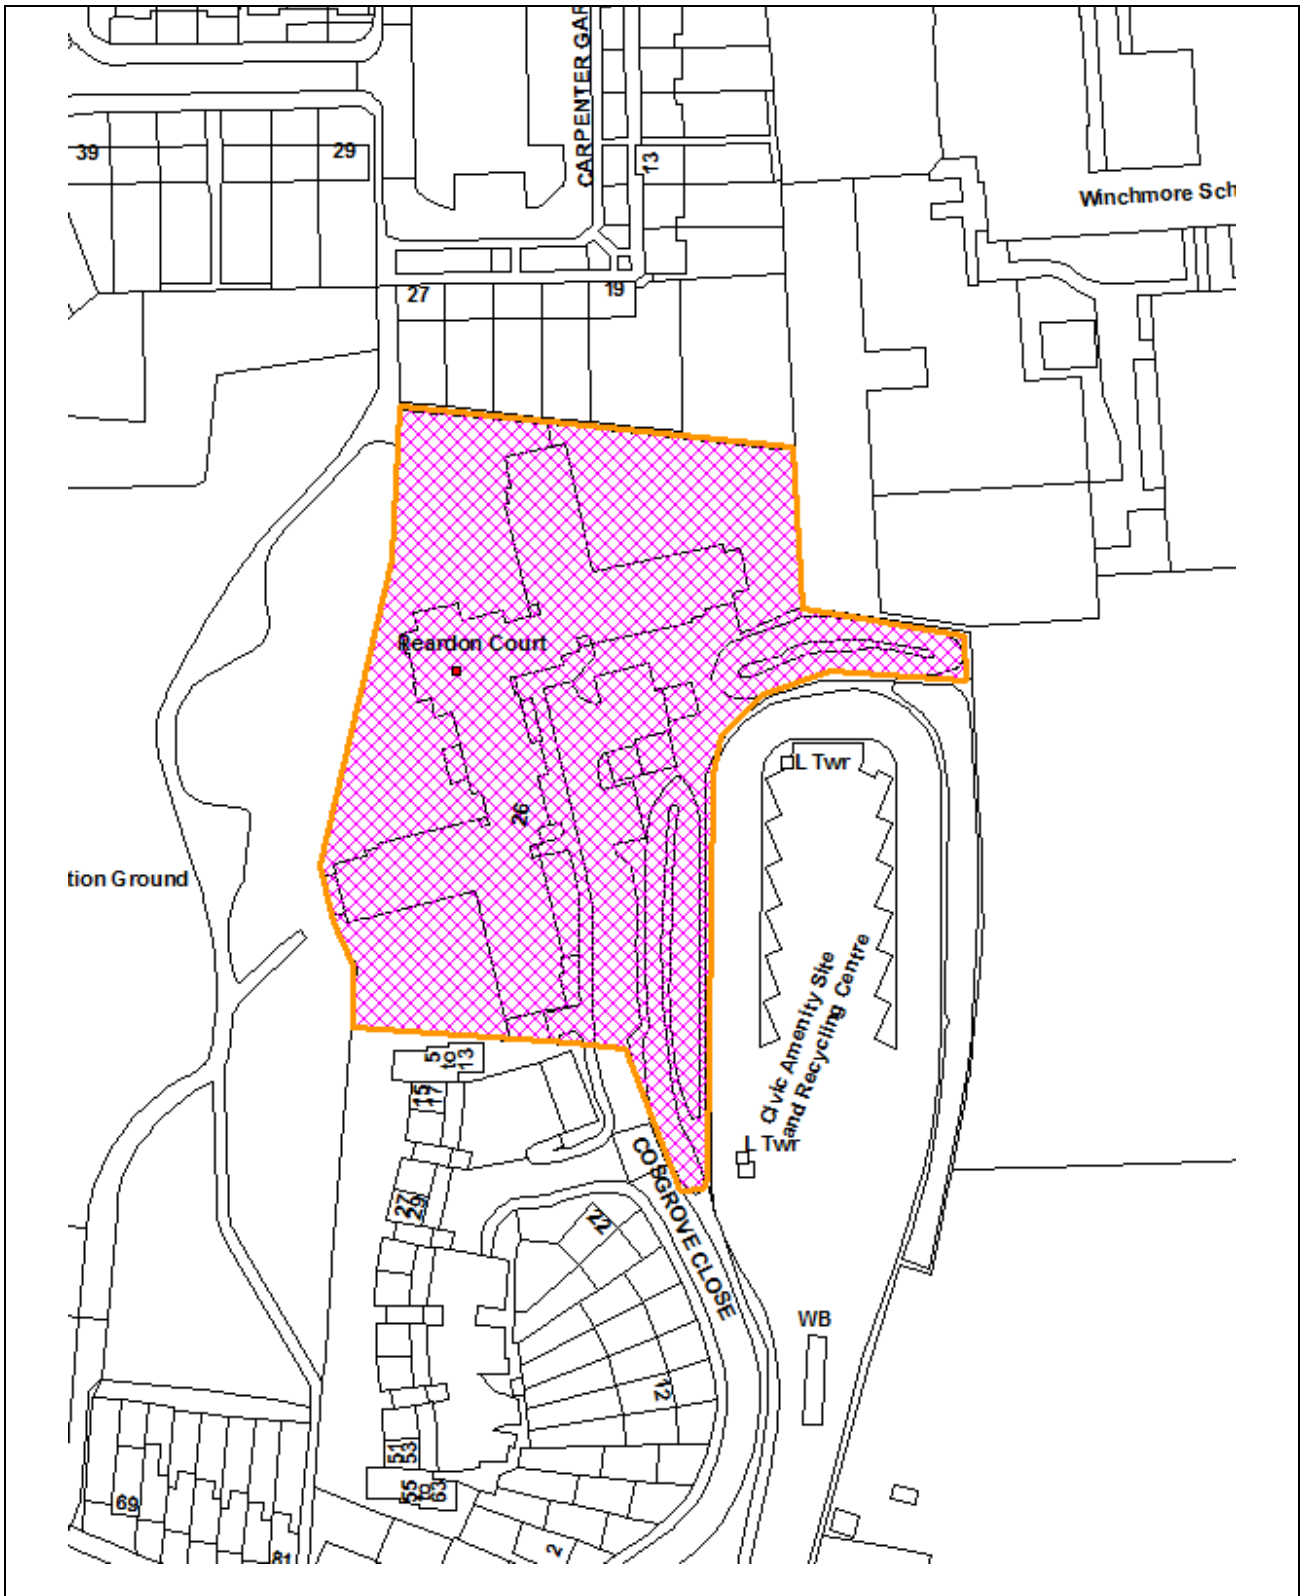 CARPENTER GAR
39
29
13
Winchmore Sch
27
19
Reardon Court
26
L Twr
tion Ground
Civic Amenity Site
and Recycling Centre
5
to
13
15
17
L Twr
COSGROVE CLOSE
27
29
22
WB
12
51
53
55
to
63
69
2
81